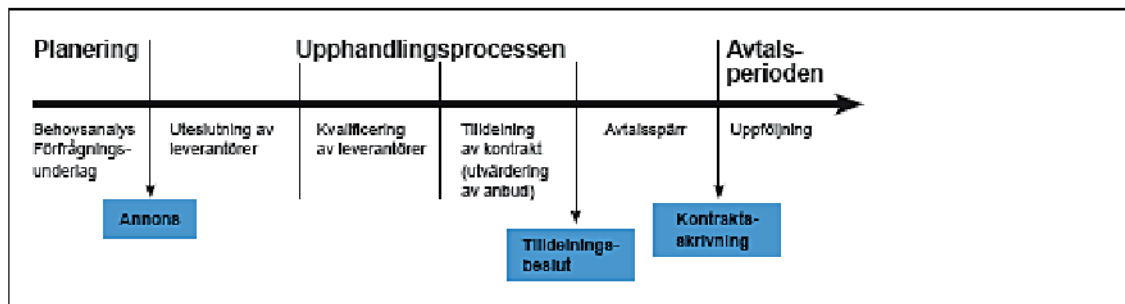 Planering
Upphandlingsprocessen
Avtals-
perioden
Behovsanalys
Förfrågnings-
underlag
Uteslutning av
leverantörer
Kvalificering
av leverantörer
Tilldelning
av kontrakt
(utvärdering
av anbud)
Avtalsspärr
Uppföljning
Annons
Tilldelnings-
beslut
Kontrakts-
skrivning